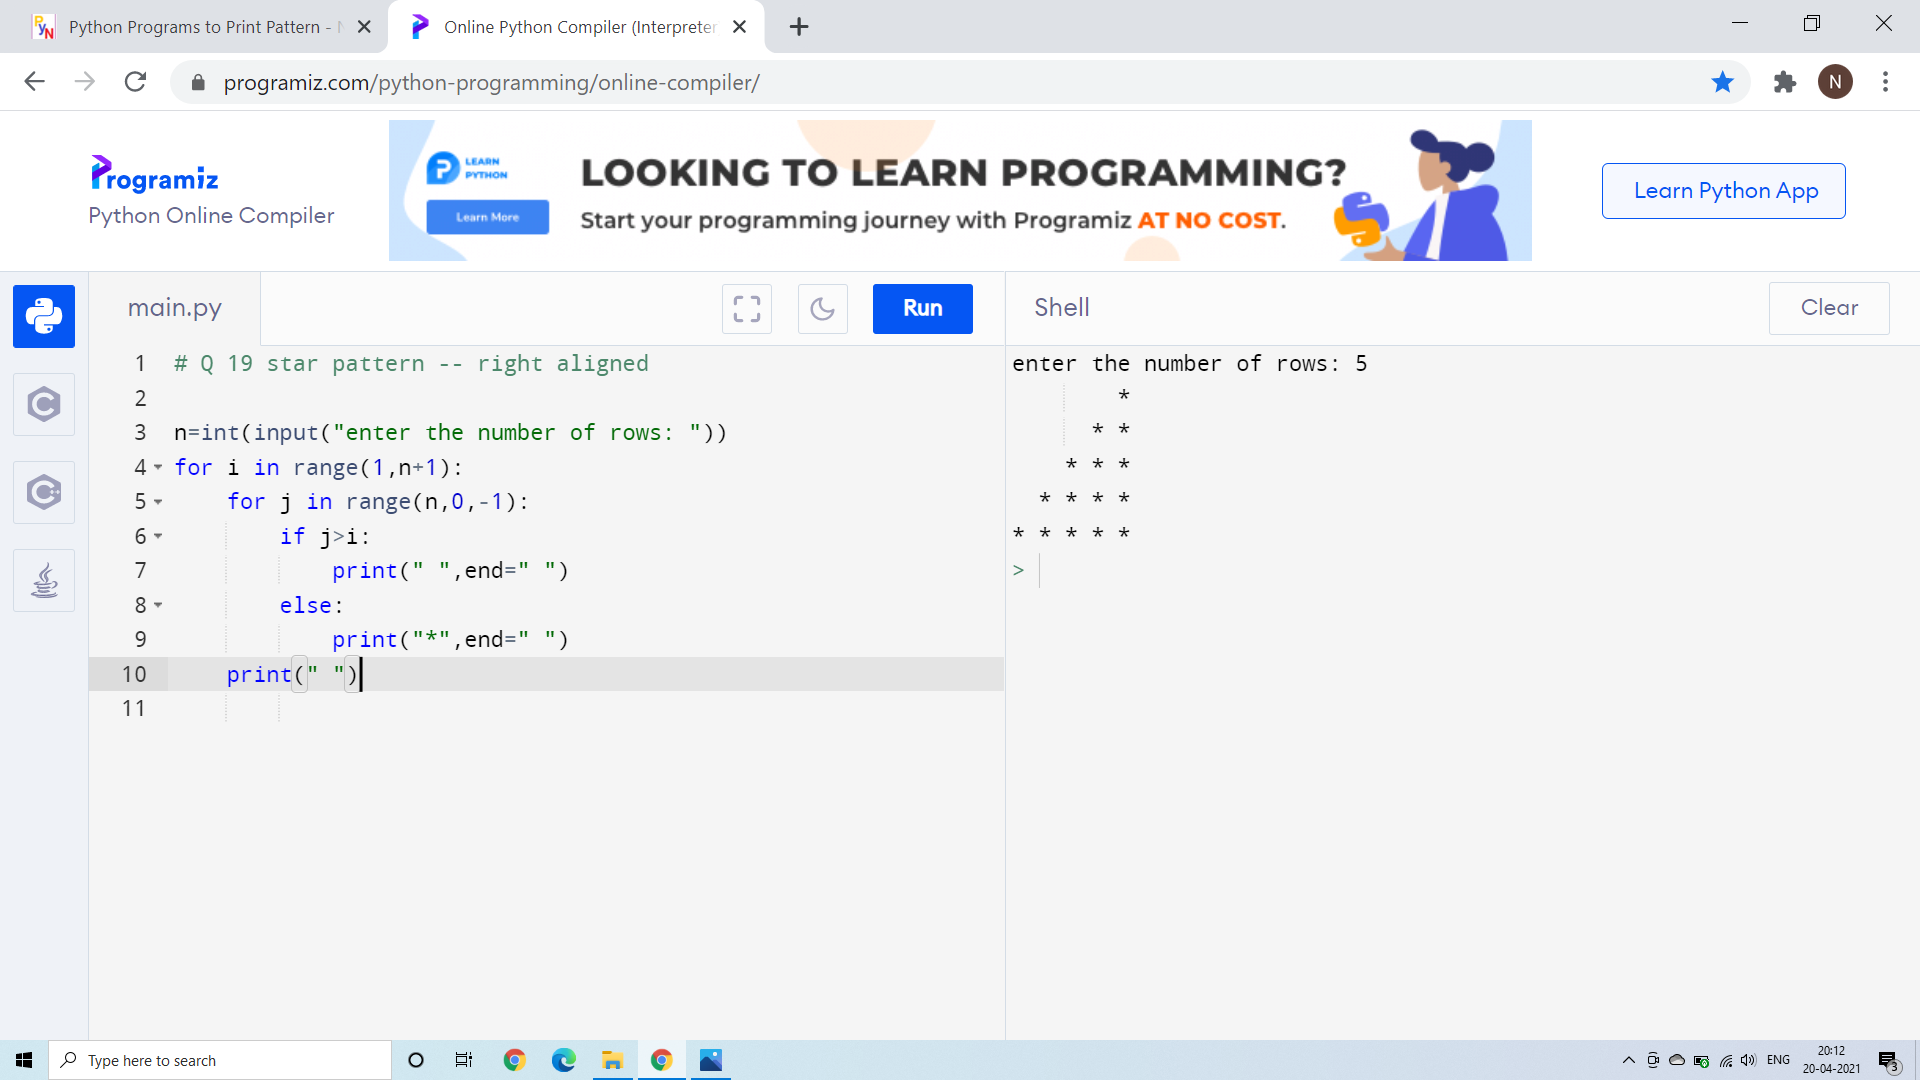 Python Programs to Print Pattern -
Online Python Compiler (Interpreter
programiz.com/python-programming/online-compiler/
N
Programiz
Python Online Compiler
LEARN
PYTHON
Learn More
LOOKING TO LEARN PROGRAMMING?
Start your programming journey with Programiz AT NO COST.
Learn Python App
main.py
Run
Shell
Clear
1 # Q 19 star pattern -- right aligned
2
3 n=int(input("enter the number of rows: "))
4 for i in range(1,n+1):
5     for j in range(n,0,-1):
6         if j>i:
7             print(" ",end=" ")
8         else:
9             print("*",end=" ")
10     print(" ")
11
enter the number of rows: 5
        *
      * *
    * * *
  * * * *
* * * * *
>
Type here to search
ENG
20:12
20-04-2021
3